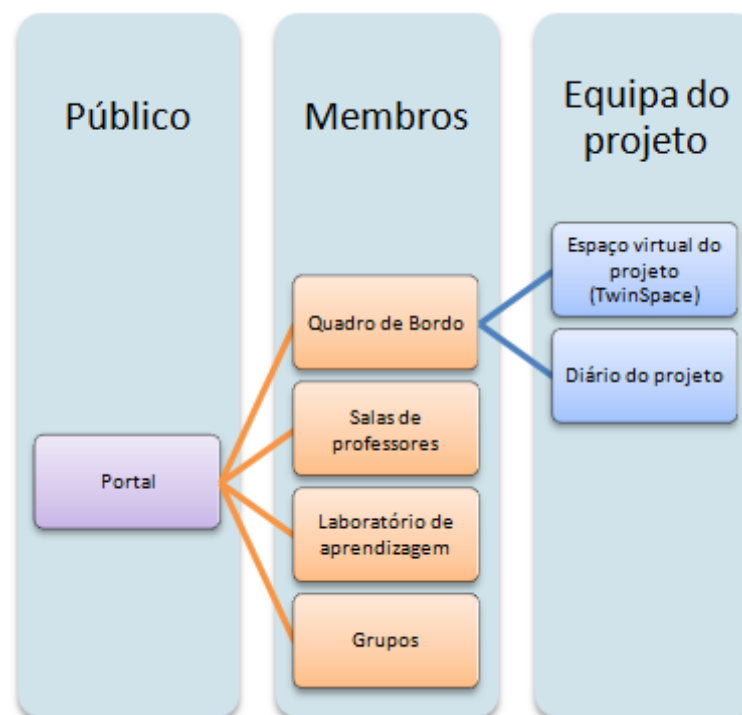 Público
Membros
Equipa do
projeto
Portal
Quadro de Bordo
Salas de
professores
Laboratório de
aprendizagem
Grupos
Espaço virtual do
projeto
(TwinSpace)
Diário do projeto